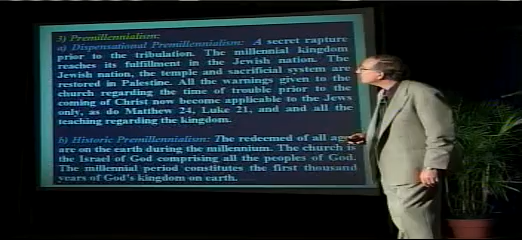 3) Premillennialism:
a) Dispensational Premillennialism: A secret rapture
prior to the tribulation. The millennial kingdom
reaches its fulfillment in the Jewish nation. The
Jewish nation, the temple and sacrificial system are
restored in Palestine. All the warnings given to the
church regarding the time of trouble prior to the
coming of Christ now become applicable to the Jews
only, as do Matthew 24, Luke 21, and and all the
teaching regarding the kingdom.
b) Historic Premillennialism: The redeemed of all ages
are on the earth during the millennium. The church is
the Israel of God comprising all the peoples of God.
The millennial period constitutes the first thousand
years of God's kingdom on earth.